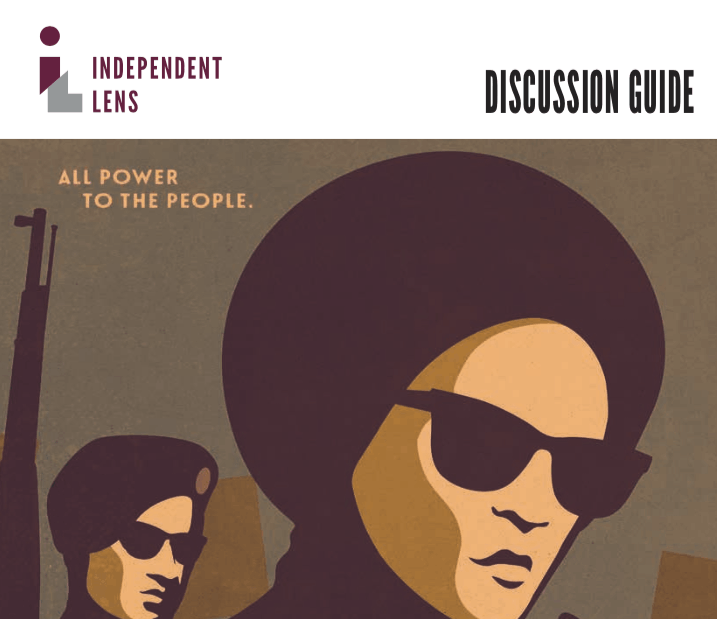 INDEPENDENT
LENS
DISCUSSION GUIDE
ALL POWER
TO THE PEOPLE.